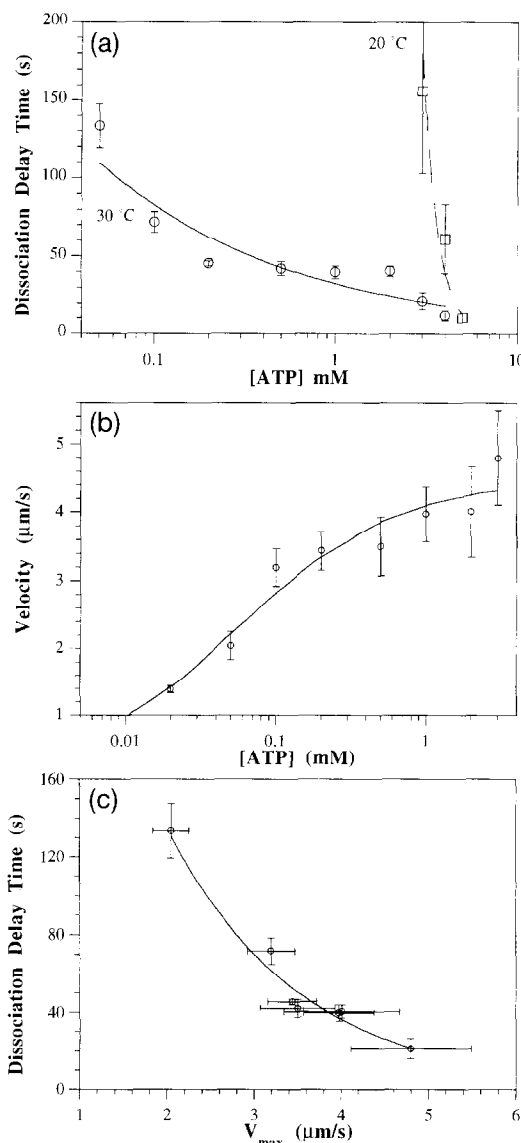 (a)
20 °C
30 °C
Dissociation Delay Time (s)
200
150
100
50
0
0.1
1
10
[ATP] mM
(b)
Velocity (μm/s)
5
4
3
2
1
0.01
0.1
1
[ATP] (mM)
(c)
Dissociation Delay Time (s)
160
120
80
40
0
1
2
3
4
5
6
Vmax (μm/s)